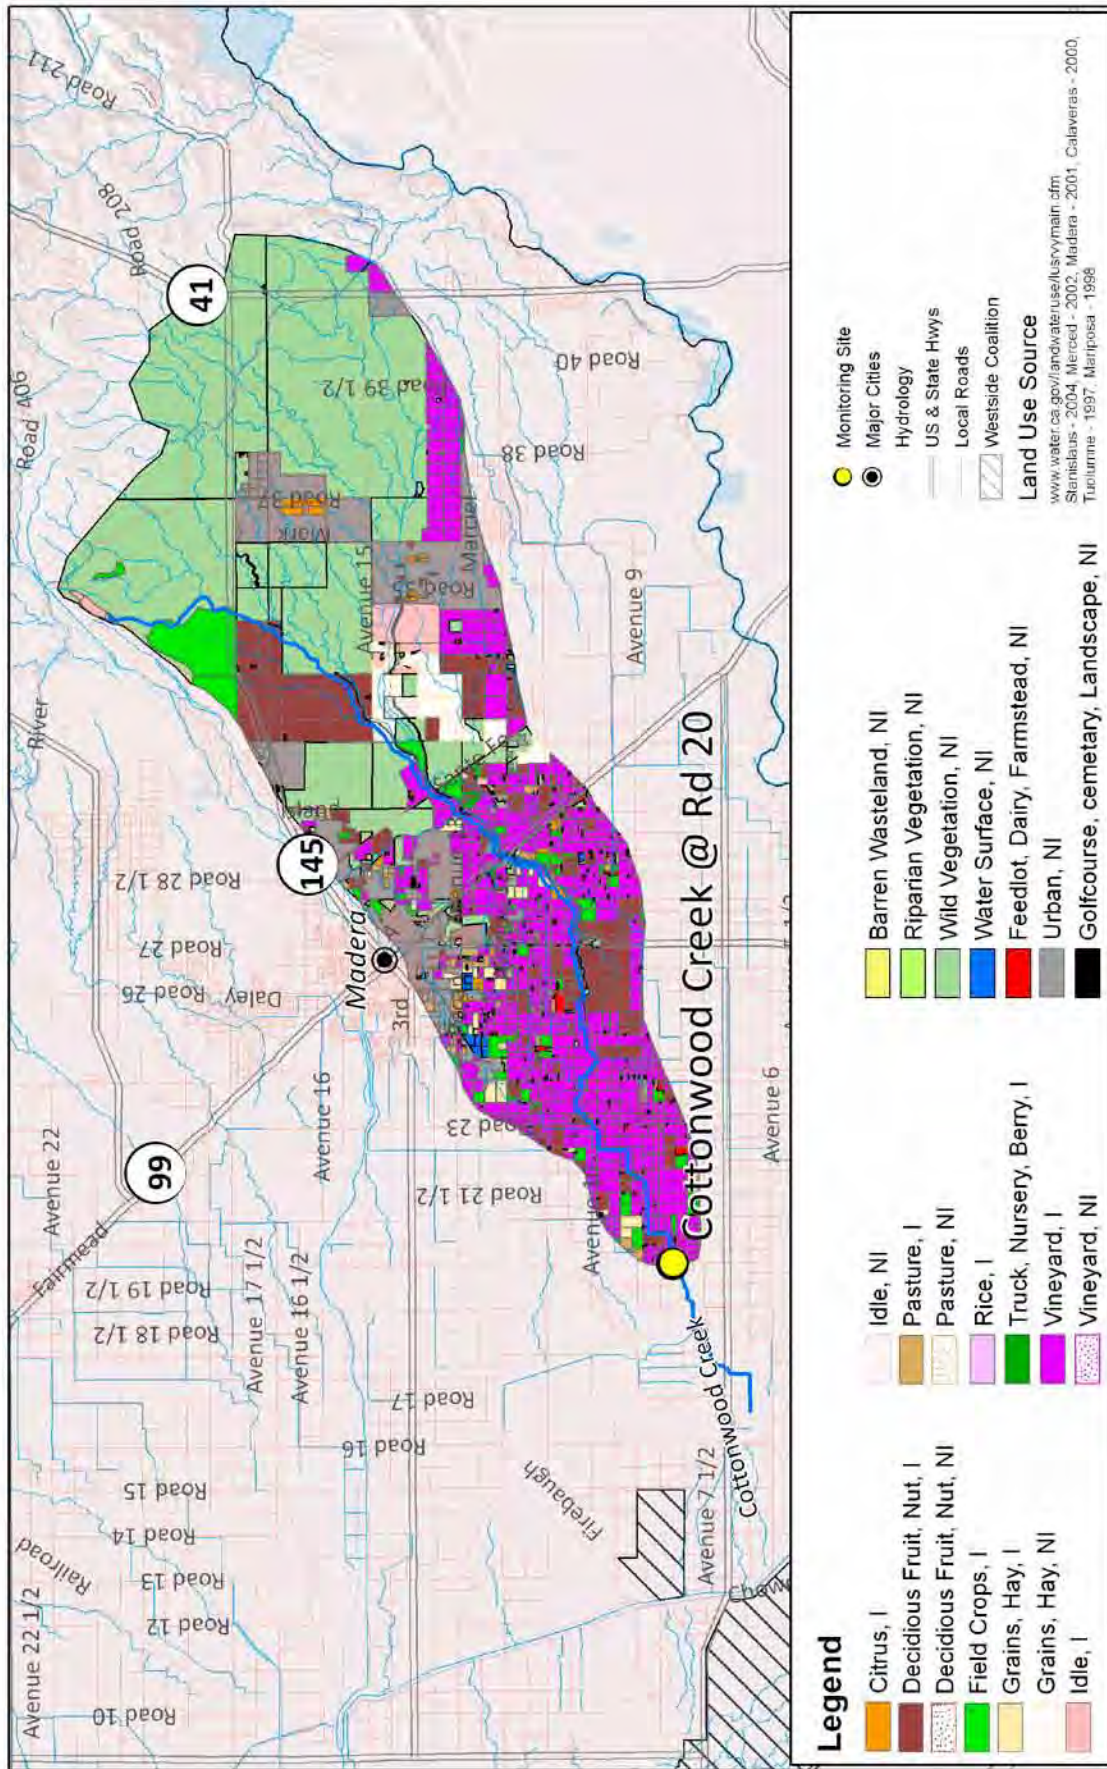 Road 211
Road 208
Road 406
41
Road 40
Road 39 1/2
Road 38
Road 37
Mark
Avenue 15
Road 35
Marciel
Avenue 9
River
145
Road 28 1/2
Road 27
Road 26
Daley
Madera
3rd
Avenue 16
Road 23
Road 21 1/2
Avenue 6
Avenue 22
99
Fairmead
Road 19 1/2
Road 18 1/2
Avenue 17 1/2
Avenue 16 1/2
Road 17
Road 16
Road 15
Road 14
Road 13
Road 12
Road 10
Railroad
Avenue 22 1/2
Firebaugh
Avenue 7 1/2
Cottonwood Creek
Cottonwood Creek @ Rd 20
Legend
Citrus, I
Decidious Fruit, Nut, I
Decidious Fruit, Nut, NI
Field Crops, I
Grains, Hay, I
Grains, Hay, NI
Idle, I
Idle, NI
Pasture, I
Pasture, NI
Rice, I
Truck, Nursery, Berry, I
Vineyard, I
Vineyard, NI
Barren Wasteland, NI
Riparian Vegetation, NI
Wild Vegetation, NI
Water Surface, NI
Feedlot, Dairy, Farmstead, NI
Urban, NI
Golfcourse, cemetary, Landscape, NI
Monitoring Site
Major Cities
Hydrology
US & State Hwys
Local Roads
Westside Coalition
Land Use Source
www.water.ca.gov/landwateruse/lusrvymain.cfm
Stanislaus - 2004, Merced - 2002, Madera - 2001, Calaveras - 2000,
Tuolumne - 1997, Mariposa - 1998